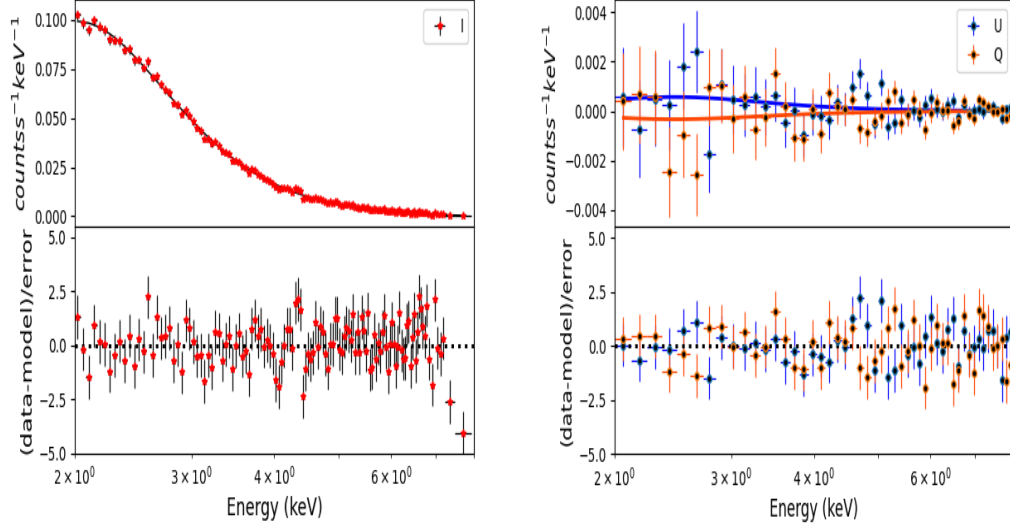 0.100
0.075
0.050
0.025
0.000
countss⁻¹keV⁻¹
I
5.0
2.5
0.0
−2.5
−5.0
(data-model)/error
2 × 10⁰
3 × 10⁰
4 × 10⁰
6 × 10⁰
Energy (keV)
0.004
0.002
0.000
−0.002
−0.004
countss⁻¹keV⁻¹
U
Q
5.0
2.5
0.0
−2.5
−5.0
(data-model)/error
2 × 10⁰
3 × 10⁰
4 × 10⁰
6 × 10⁰
Energy (keV)